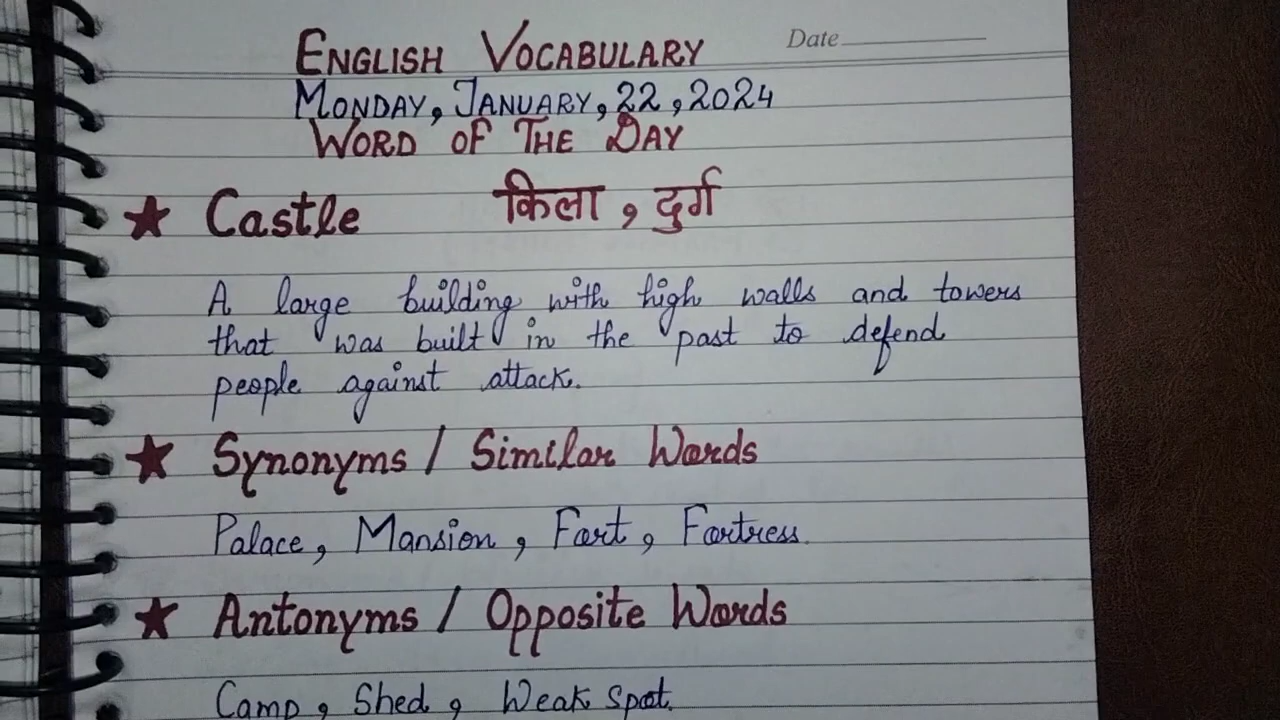 ENGLISH VOCABULARY
Date
MONDAY, JANUARY, 22, 2024
WORD OF THE DAY
★ Castle किला, दुर्ग
A large building with high walls and towers
that was built in the past to defend
people against attack.
★ Synonyms / Similar Words
Palace, Mansion, Fort, Fortress.
★ Antonyms / Opposite Words
Camp, Shed, Weak spot.